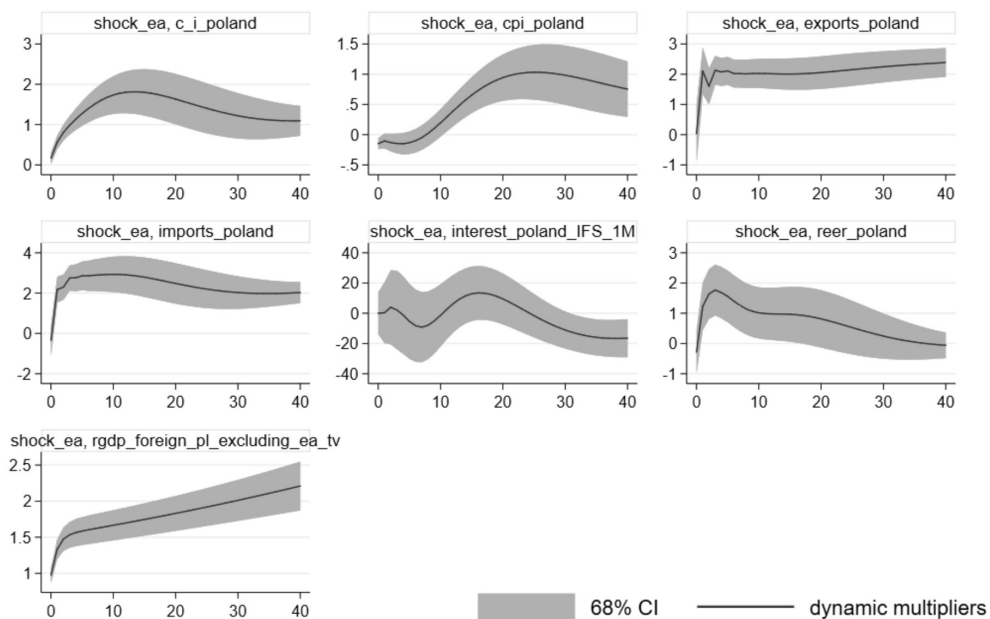 shock_ea, c_i_poland
shock_ea, cpi_poland
shock_ea, exports_poland
3
2
1
0
0 10 20 30 40
1.5
1
.5
0
-.5
0 10 20 30 40
3
2
1
0
-1
0 10 20 30 40
shock_ea, imports_poland
shock_ea, interest_poland_IFS_1M
shock_ea, reer_poland
4
2
0
-2
0 10 20 30 40
40
20
0
-20
-40
0 10 20 30 40
3
2
1
0
-1
0 10 20 30 40
shock_ea, rgdp_foreign_pl_excluding_ea_tv
2.5
2
1.5
1
0 10 20 30 40
68% CI
dynamic multipliers